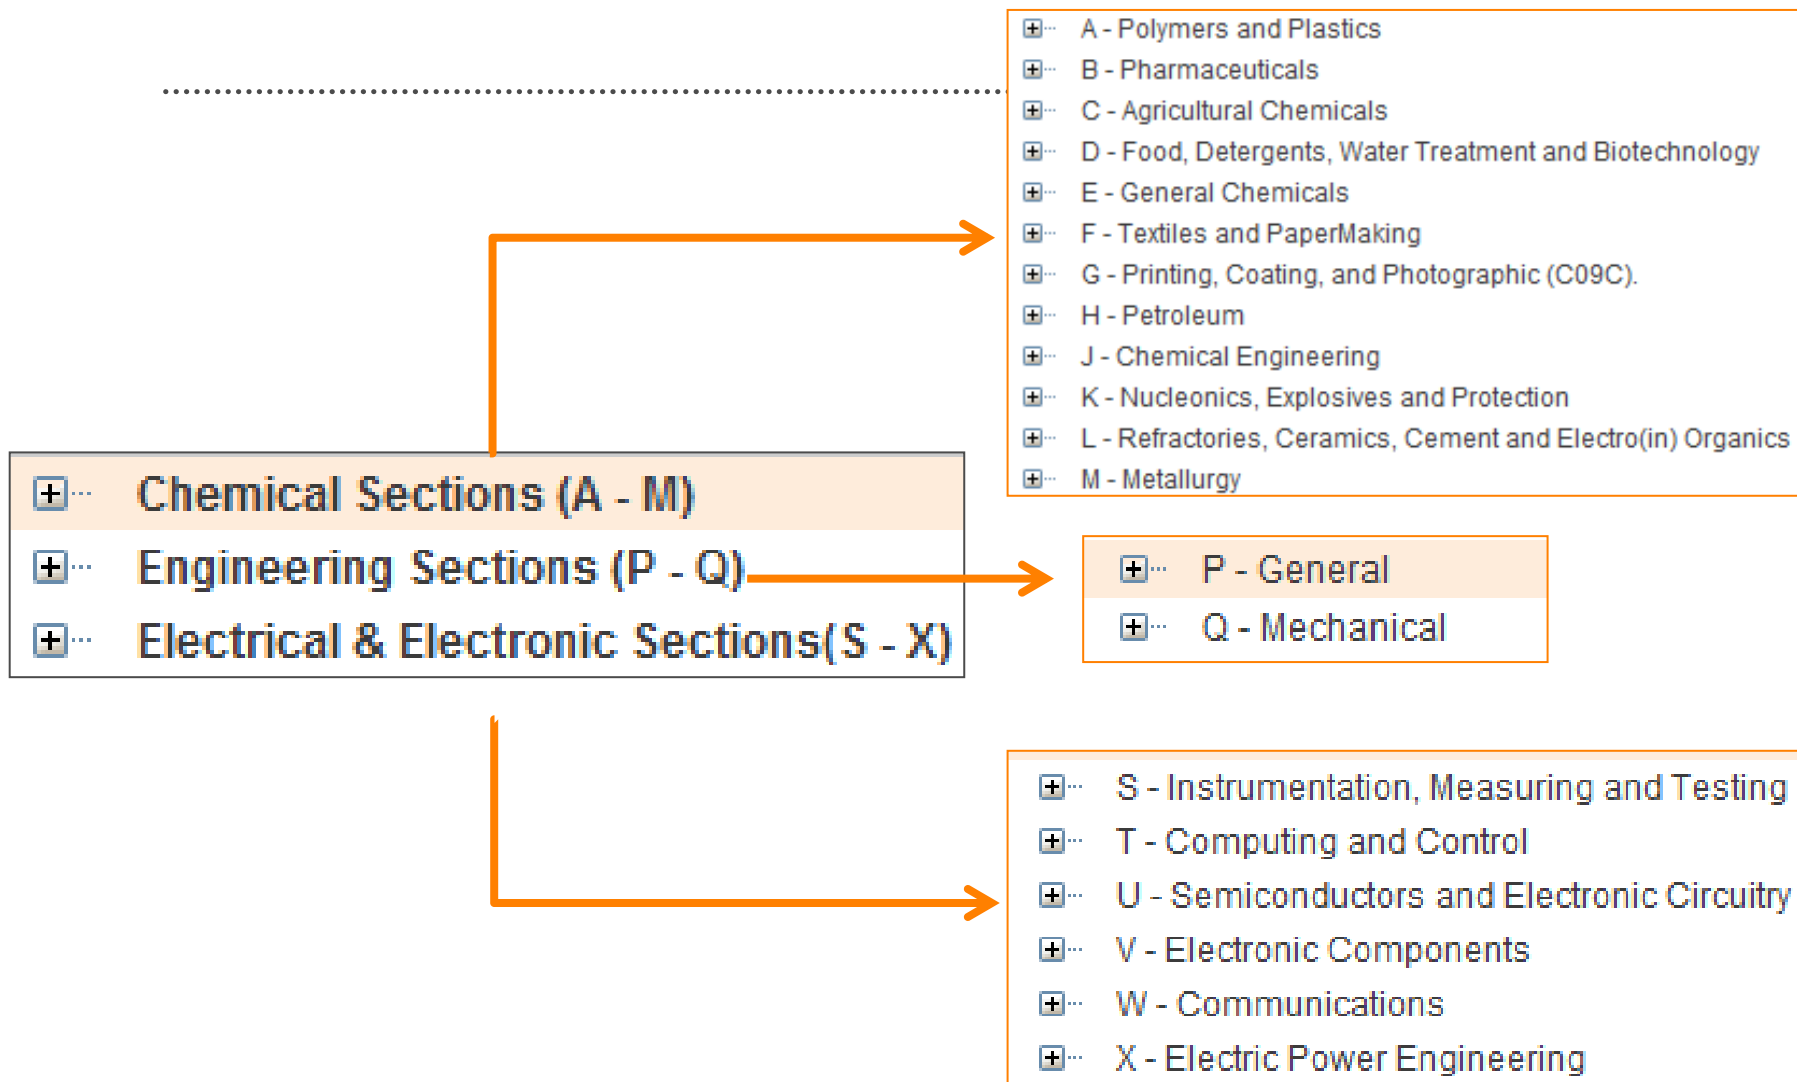 A - Polymers and Plastics
B - Pharmaceuticals
C - Agricultural Chemicals
D - Food, Detergents, Water Treatment and Biotechnology
E - General Chemicals
F - Textiles and PaperMaking
G - Printing, Coating, and Photographic (C09C).
H - Petroleum
J - Chemical Engineering
K - Nucleonics, Explosives and Protection
L - Refractories, Ceramics, Cement and Electro(in) Organics
M - Metallurgy
Chemical Sections (A - M)
Engineering Sections (P - Q)
Electrical & Electronic Sections(S - X)
P - General
Q - Mechanical
S - Instrumentation, Measuring and Testing
T - Computing and Control
U - Semiconductors and Electronic Circuitry
V - Electronic Components
W - Communications
X - Electric Power Engineering